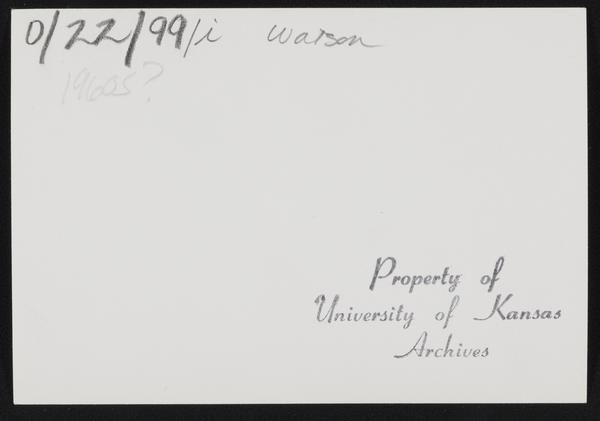 0/22/99/i Watson
1960s?
Property of
University of Kansas
Archives